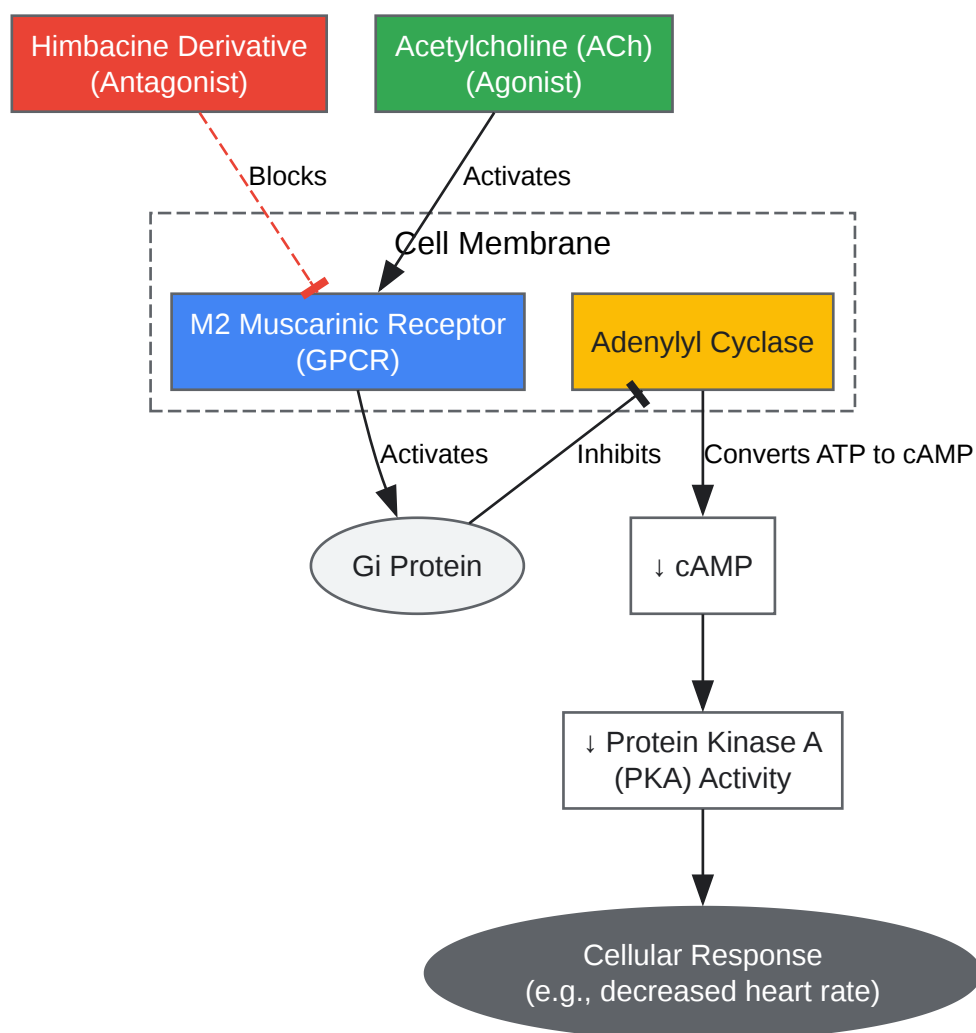 Himbacine Derivative
(Antagonist)
Acetylcholine (ACh)
(Agonist)
Blocks
Activates
Cell Membrane
M2 Muscarinic Receptor
(GPCR)
Adenylyl Cyclase
Activates
Inhibits
Converts ATP to cAMP
Gi Protein
↓ cAMP
↓ Protein Kinase A
(PKA) Activity
Cellular Response
(e.g., decreased heart rate)